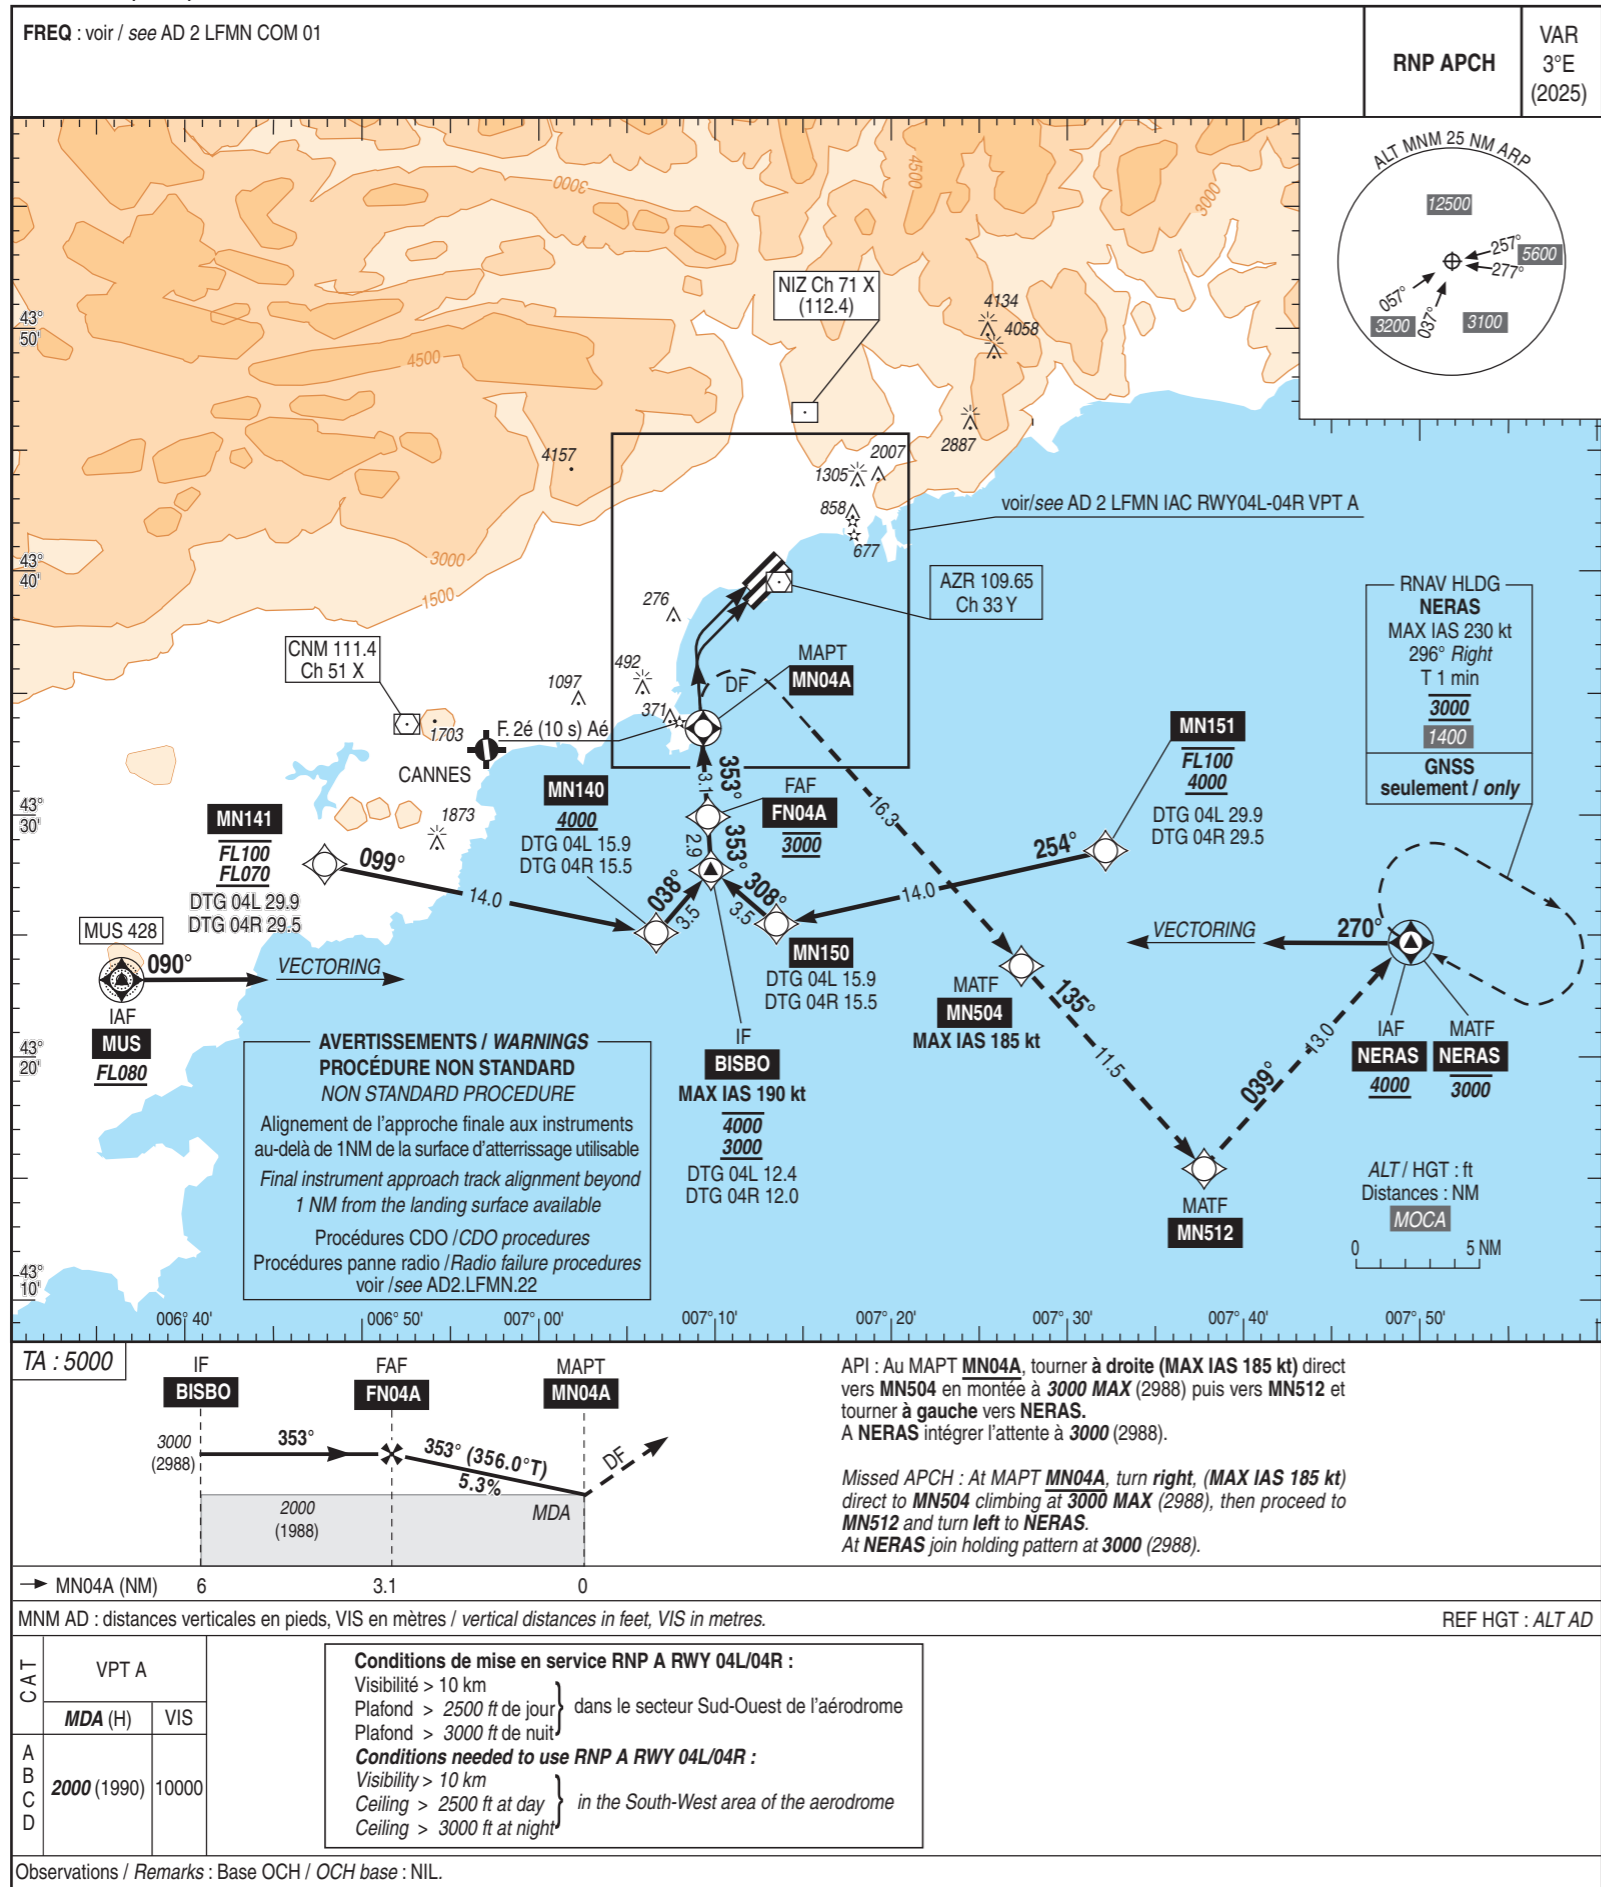 FREQ : voir / see AD 2 LFMN COM 01
RNP APCH
VAR
3°E
(2025)
ALT MNM 25 NM ARP
12500
257°
5600
277°
057°
3200
037°
3100
3000
4500
3000
NIZ Ch 71 X
(112.4)
4134
4058
43°
50'
4500
4157
2887
2007
1305
858
677
voir/see AD 2 LFMN IAC RWY04L-04R VPT A
43°
40'
3000
1500
276
AZR 109.65
Ch 33 Y
RNAV HLDG
NERAS
MAX IAS 230 kt
296° Right
T 1 min
3000
1400
GNSS
seulement / only
CNM 111.4
Ch 51 X
492
1097
371
DF
MAPT
MN04A
1703
F. 2é (10 s) Aé
CANNES
MN151
FL100
4000
DTG 04L 29.9
DTG 04R 29.5
43°
30'
MN140
4000
DTG 04L 15.9
DTG 04R 15.5
3.1
353°
FAF
FN04A
3000
16.3
MN141
FL100
FL070
DTG 04L 29.9
DTG 04R 29.5
1873
099°
14.0
2.9
353°
038°
3.5
308°
3.5
254°
14.0
MN150
DTG 04L 15.9
DTG 04R 15.5
MUS 428
090°
VECTORING
IAF
MUS
FL080
VECTORING
270°
43°
20'
MATF
MN504
MAX IAS 185 kt
135°
11.5
039°
13.0
IAF
NERAS
4000
MATF
NERAS
3000
IF
BISBO
MAX IAS 190 kt
4000
3000
DTG 04L 12.4
DTG 04R 12.0
AVERTISSEMENTS / WARNINGS
PROCÉDURE NON STANDARD
NON STANDARD PROCEDURE
Alignement de l'approche finale aux instruments
au-delà de 1NM de la surface d'atterrissage utilisable
Final instrument approach track alignment beyond
1 NM from the landing surface available
Procédures CDO /CDO procedures
Procédures panne radio /Radio failure procedures
voir /see AD2.LFMN.22
MATF
MN512
ALT / HGT : ft
Distances : NM
MOCA
0 5 NM
43°
10'
006° 40' 006° 50' 007° 00' 007° 10' 007° 20' 007° 30' 007° 40' 007° 50'
TA : 5000
IF
BISBO
FAF
FN04A
MAPT
MN04A
3000
(2988)
353°
353° (356.0°T)
5.3%
DF
2000
(1988)
MDA
API : Au MAPT MN04A, tourner à droite (MAX IAS 185 kt) direct
vers MN504 en montée à 3000 MAX (2988) puis vers MN512 et
tourner à gauche vers NERAS.
A NERAS intégrer l'attente à 3000 (2988).
Missed APCH : At MAPT MN04A, turn right, (MAX IAS 185 kt)
direct to MN504 climbing at 3000 MAX (2988), then proceed to
MN512 and turn left to NERAS.
At NERAS join holding pattern at 3000 (2988).
MN04A (NM) 6 3.1 0
MNM AD : distances verticales en pieds, VIS en mètres / vertical distances in feet, VIS in metres.
REF HGT : ALT AD
CAT
VPT A
MDA (H) VIS
A
B
C
D
2000 (1990) 10000
Conditions de mise en service RNP A RWY 04L/04R :
Visibilité > 10 km
Plafond > 2500 ft de jour
Plafond > 3000 ft de nuit
dans le secteur Sud-Ouest de l'aérodrome
Conditions needed to use RNP A RWY 04L/04R :
Visibility > 10 km
Ceiling > 2500 ft at day
Ceiling > 3000 ft at night
in the South-West area of the aerodrome
Observations / Remarks : Base OCH / OCH base : NIL.